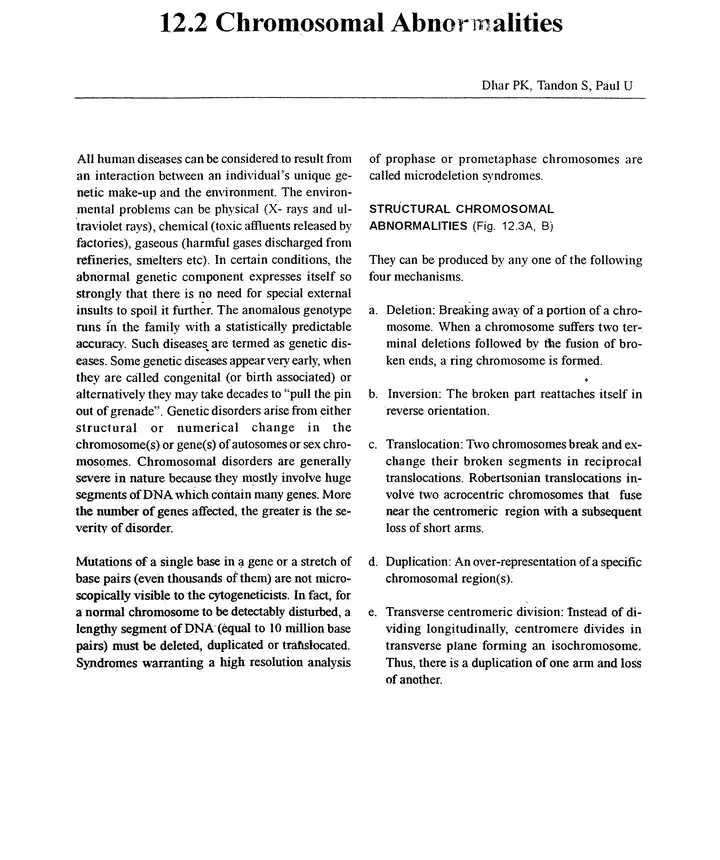 12.2 Chromosomal Abnormalities
Dhar PK, Tandon S, Paul U
All human diseases can be considered to result from
an interaction between an individual's unique ge-
netic make-up and the environment. The environ-
mental problems can be physical (X- rays and ul-
traviolet rays), chemical (toxic affluents released by
factories), gaseous (harmful gases discharged from
refineries, smelters etc). In certain conditions, the
abnormal genetic component expresses itself so
strongly that there is no need for special external
insults to spoil it further. The anomalous genotype
runs in the family with a statistically predictable
accuracy. Such diseases are termed as genetic dis-
eases. Some genetic diseases appear very early, when
they are called congenital (or birth associated) or
alternatively they may take decades to "pull the pin
out of grenade". Genetic disorders arise from either
structural or numerical change in the
chromosome(s) or gene(s) of autosomes or sex chro-
mosomes. Chromosomal disorders are generally
severe in nature because they mostly involve huge
segments of DNA which contain many genes. More
the number of genes affected, the greater is the se-
verity of disorder.
Mutations of a single base in a gene or a stretch of
base pairs (even thousands of them) are not micro-
scopically visible to the cytogeneticists. In fact, for
a normal chromosome to be detectably disturbed, a
lengthy segment of DNA (equal to 10 million base
pairs) must be deleted, duplicated or translocated.
Syndromes warranting a high resolution analysis
of prophase or prometaphase chromosomes are
called microdeletion syndromes.
STRUCTURAL CHROMOSOMAL
ABNORMALITIES (Fig. 12.3A, B)
They can be produced by any one of the following
four mechanisms.
a. Deletion: Breaking away of a portion of a chro-
mosome. When a chromosome suffers two ter-
minal deletions followed by the fusion of bro-
ken ends, a ring chromosome is formed.
b. Inversion: The broken part reattaches itself in
reverse orientation.
c. Translocation: Two chromosomes break and ex-
change their broken segments in reciprocal
translocations. Robertsonian translocations in-
volve two acrocentric chromosomes that fuse
near the centromeric region with a subsequent
loss of short arms.
d. Duplication: An over-representation of a specific
chromosomal region(s).
e. Transverse centromeric division: Instead of di-
viding longitudinally, centromere divides in
transverse plane forming an isochromosome.
Thus, there is a duplication of one arm and loss
of another.